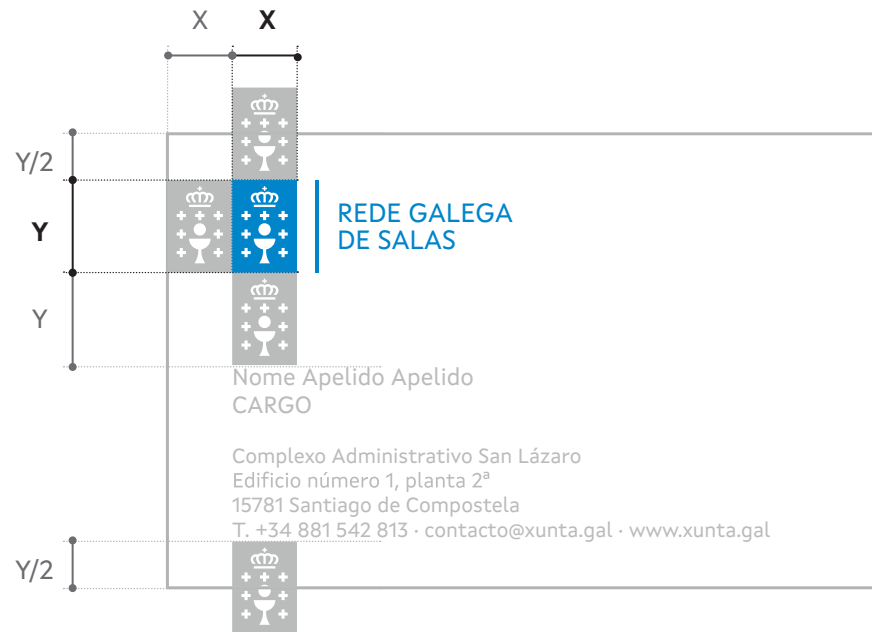 X X
Y/2
Y
REDE GALEGA
DE SALAS
Y
Nome Apelido Apelido
CARGO
Complexo Administrativo San Lázaro
Edificio número 1, planta 2ª
15781 Santiago de Compostela
T. +34 881 542 813 · contacto@xunta.gal · www.xunta.gal
Y/2